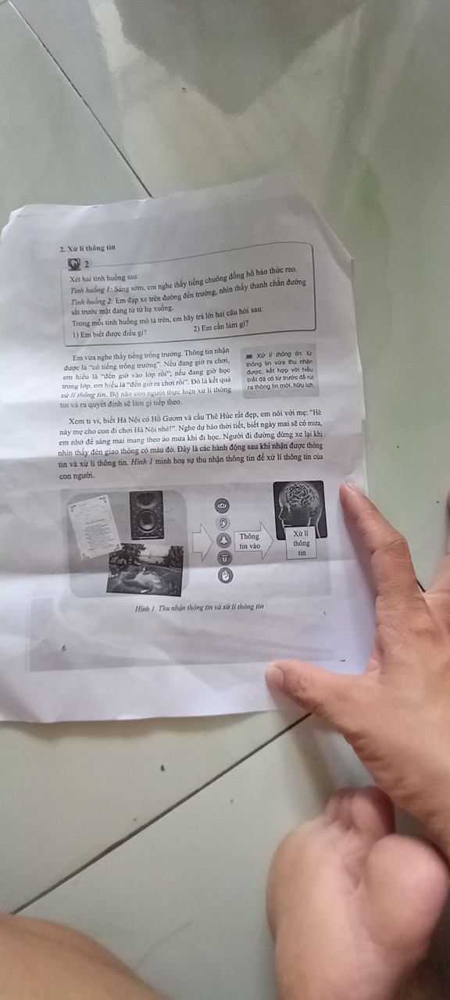 2. Xử lí thông tin
2
Xét hai tình huống sau:
Tình huống 1: Sáng sớm, em nghe thấy tiếng chuông đồng hồ báo thức reo.
Tình huống 2: Em đạp xe trên đường đến trường, nhìn thấy thanh chắn đường
sắt trước mặt đang từ từ hạ xuống.
Trong mỗi tình huống mô tả trên, em hãy trả lời hai câu hỏi sau:
1) Em biết được điều gì? 2) Em cần làm gì?
Em vừa nghe thấy tiếng trống trường. Thông tin nhận
được là “có tiếng trống trường”. Nếu đang giờ ra chơi,
em hiểu là “đến giờ vào lớp rồi”; nếu đang giờ học
trong lớp, em hiểu là “đến giờ ra chơi rồi”. Đó là kết quả
xử lí thông tin. Bộ não con người thực hiện xử lí thông
tin và ra quyết định sẽ làm gì tiếp theo.
Xử lí thông tin: từ
thông tin vừa thu nhận
được, kết hợp với hiểu
biết đã có từ trước để rút
ra thông tin mới, hữu ích.
Xem ti vi, biết Hà Nội có Hồ Gươm và cầu Thê Húc rất đẹp, em nói với mẹ: “Hè
này mẹ cho con đi chơi Hà Nội nhé!”. Nghe dự báo thời tiết, biết ngày mai sẽ có mưa,
em nhớ để sáng mai mang theo áo mưa khi đi học. Người đi đường dừng xe lại khi
nhìn thấy đèn giao thông có màu đỏ. Đây là các hành động sau khi nhận được thông
tin và xử lí thông tin. Hình 1 minh hoạ sự thu nhận thông tin để xử lí thông tin của
con người.
Thông
tin vào
Xử lí
thông
tin
Hình 1. Thu nhận thông tin và xử lí thông tin
6